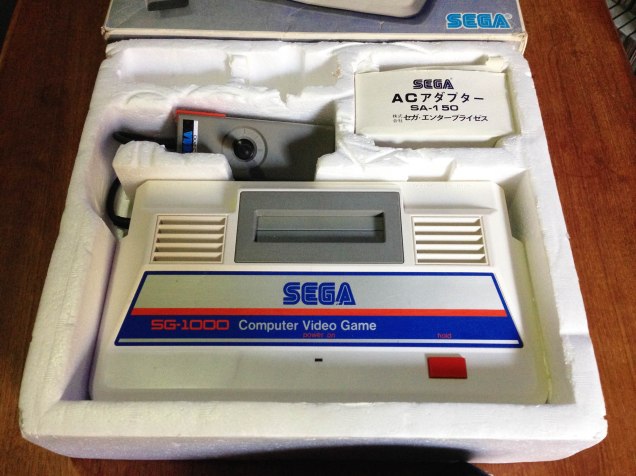 SEGA®
SEGA
ACアダプター
SA-150
株式会社 セガ・エンタープライゼス
SEGA
SEGA
SG-1000 Computer Video Game
power on
hold